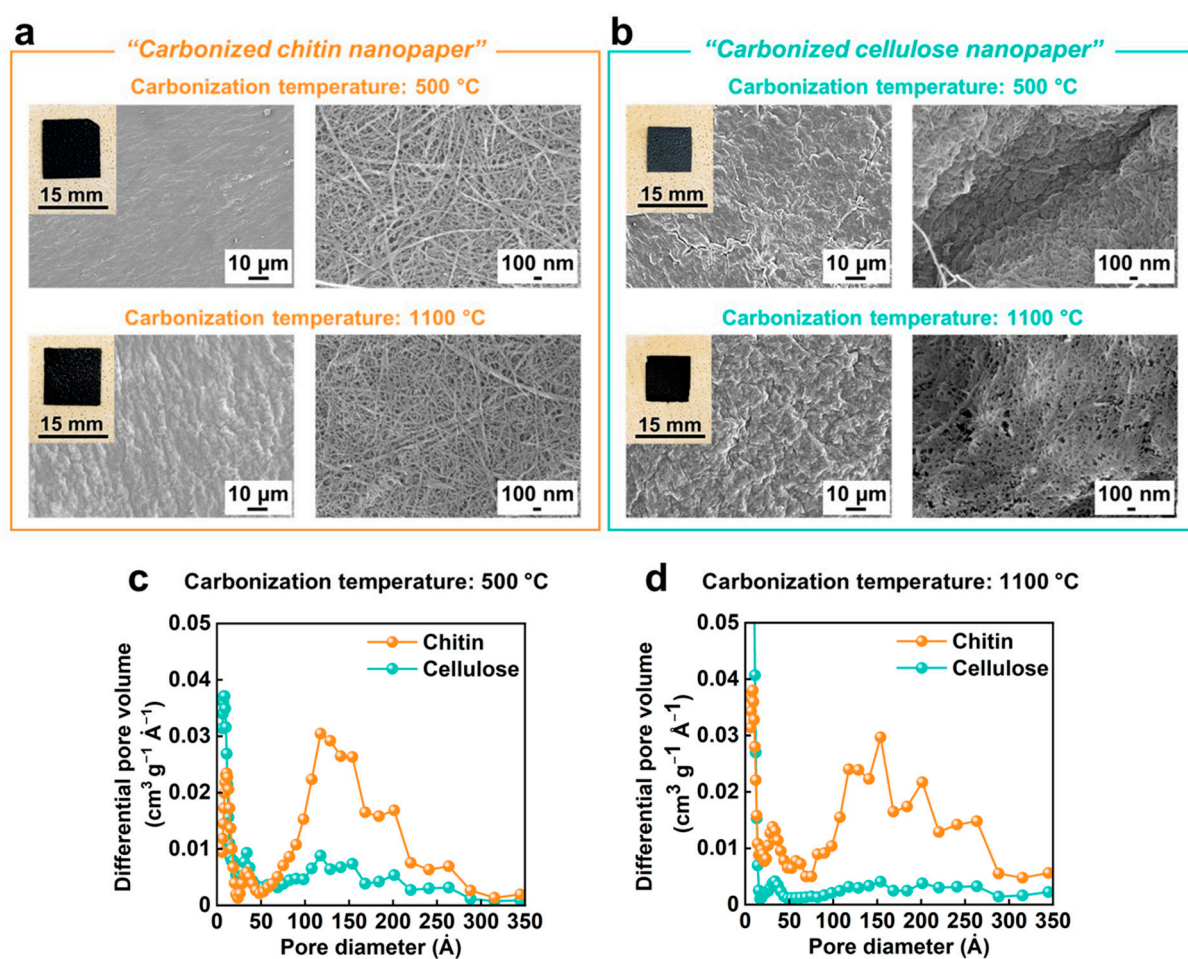 a
"Carbonized chitin nanopaper"
Carbonization temperature: 500 °C
15 mm
10 μm
100 nm
Carbonization temperature: 1100 °C
15 mm
10 μm
100 nm
b
"Carbonized cellulose nanopaper"
Carbonization temperature: 500 °C
15 mm
10 μm
100 nm
Carbonization temperature: 1100 °C
15 mm
10 μm
100 nm
c
Carbonization temperature: 500 °C
Differential pore volume
(cm³ g⁻¹ Å⁻¹)
0.05
0.04
0.03
0.02
0.01
0
Chitin
Cellulose
0 50 100 150 200 250 300 350
Pore diameter (Å)
d
Carbonization temperature: 1100 °C
Differential pore volume
(cm³ g⁻¹ Å⁻¹)
0.05
0.04
0.03
0.02
0.01
0
Chitin
Cellulose
0 50 100 150 200 250 300 350
Pore diameter (Å)